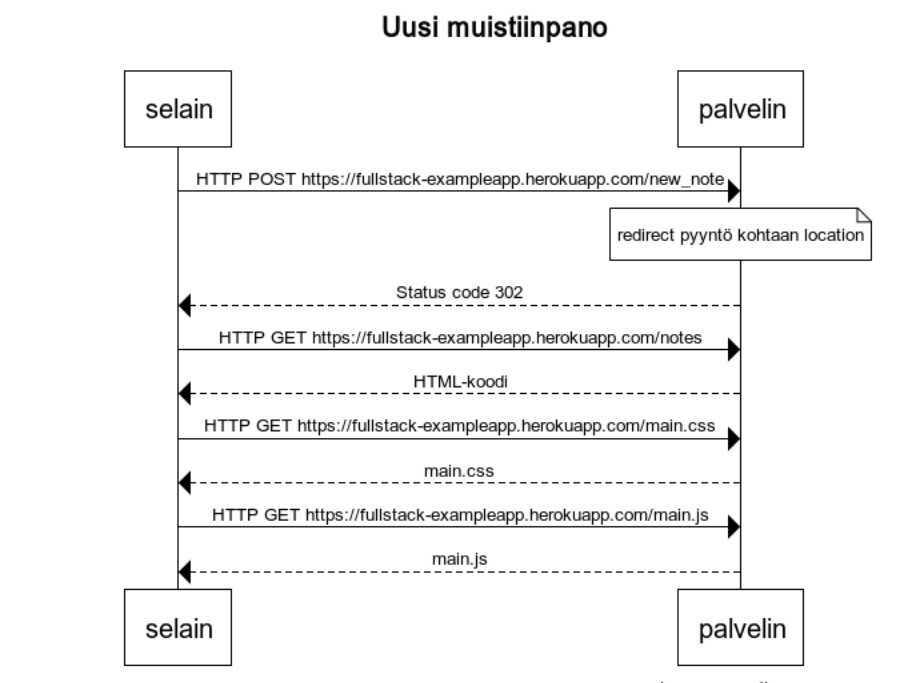 Uusi muistiinpano
selain
palvelin
HTTP POST https://fullstack-exampleapp.herokuapp.com/new_note
redirect pyyntö kohtaan location
Status code 302
HTTP GET https://fullstack-exampleapp.herokuapp.com/notes
HTML-koodi
HTTP GET https://fullstack-exampleapp.herokuapp.com/main.css
main.css
HTTP GET https://fullstack-exampleapp.herokuapp.com/main.js
main.js
selain
palvelin